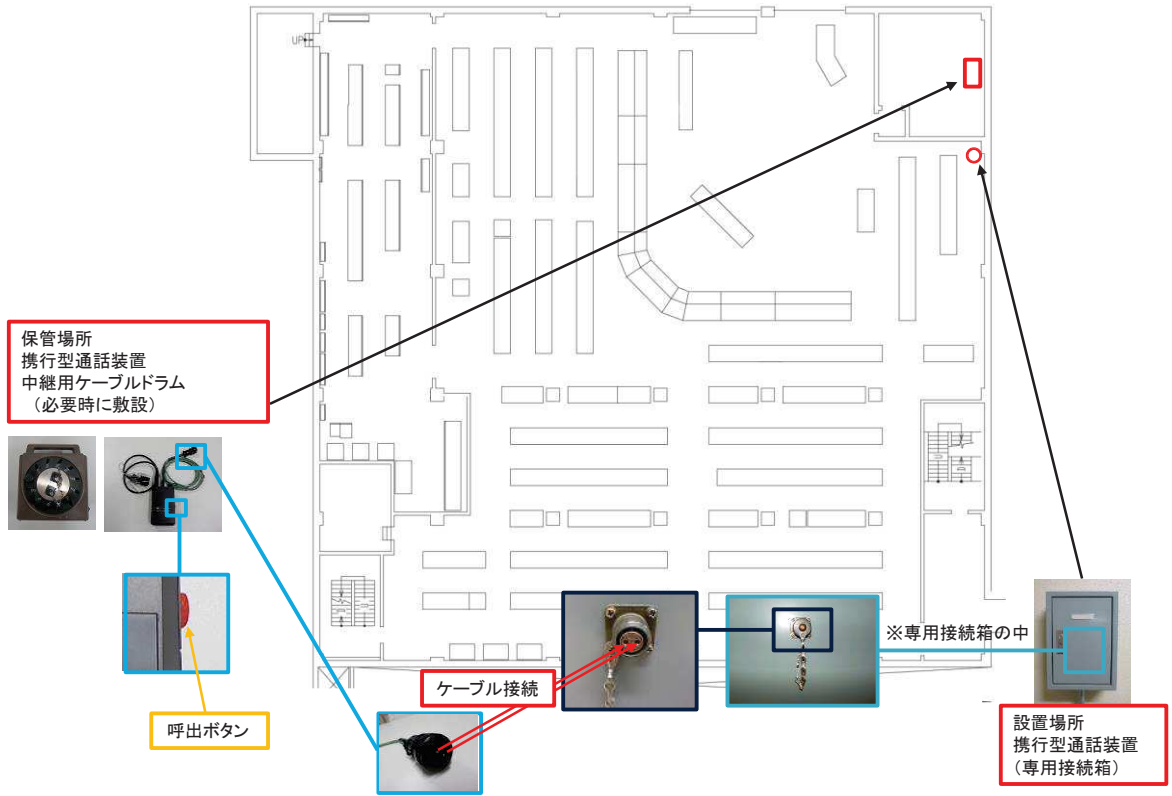 UP
保管場所
携行型通話装置
中継用ケーブルドラム
（必要時に敷設）
呼出ボタン
ケーブル接続
※専用接続箱の中
設置場所
携行型通話装置
（専用接続箱）